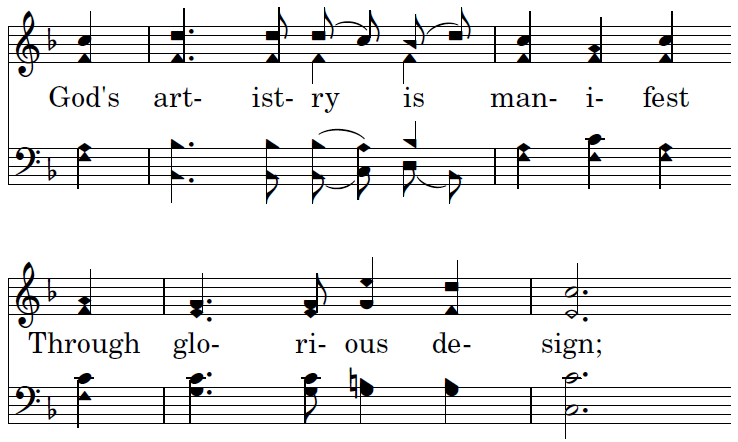 God's art- ist- ry is man- i- fest
Through glo- ri- ous de- sign;